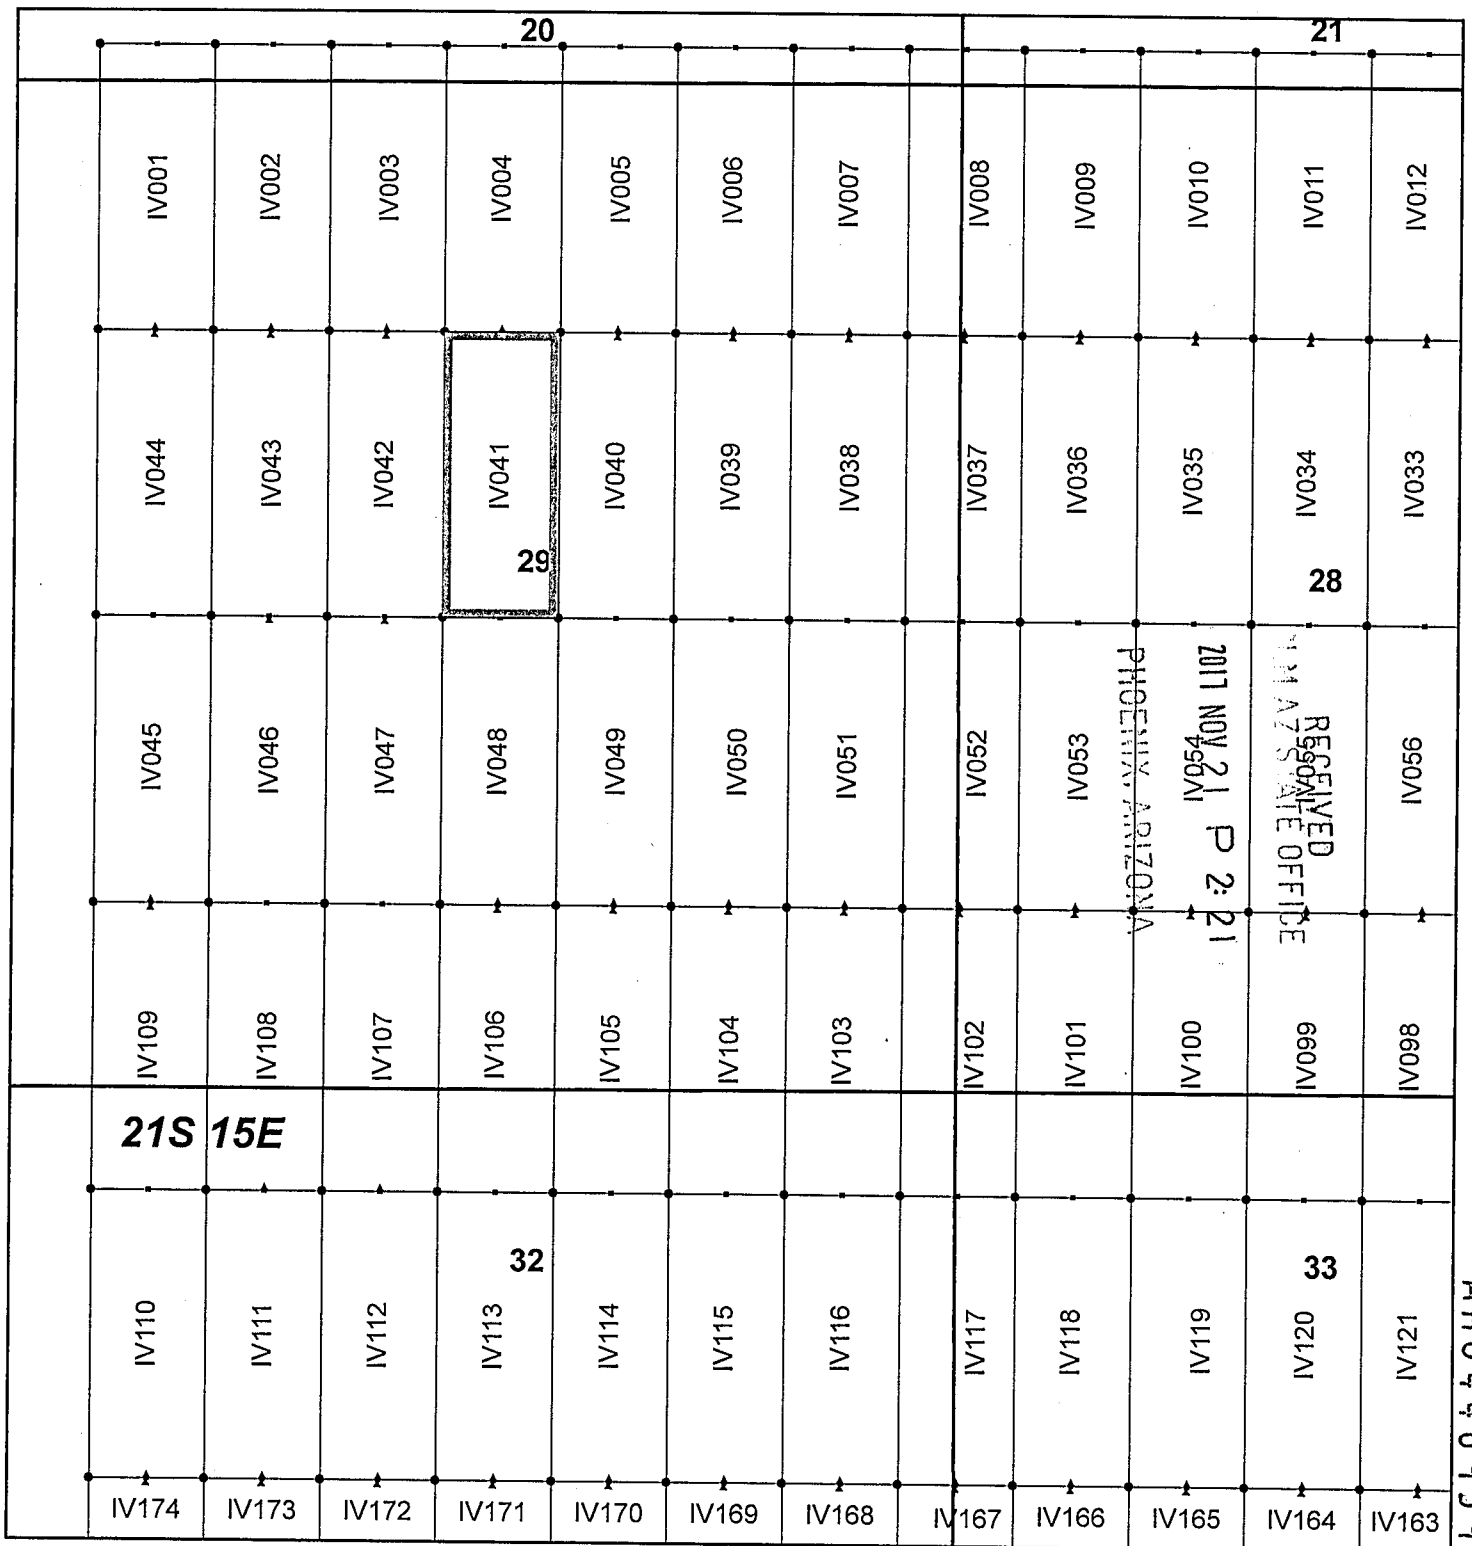 20 21
IV001 IV002 IV003 IV004 IV005 IV006 IV007 IV008 IV009 IV010 IV011 IV012
IV044 IV043 IV042 IV041 IV040 IV039 IV038 IV037 IV036 IV035 IV034 IV033
29 28
IV045 IV046 IV047 IV048 IV049 IV050 IV051 IV052 IV053 IV054 IV055 IV056
RECEIVED
AZ STATE OFFICE
2017 NOV 21 P 2:21
PHOENIX ARIZONA
IV109 IV108 IV107 IV106 IV105 IV104 IV103 IV102 IV101 IV100 IV099 IV098
21S 15E
32 33
IV110 IV111 IV112 IV113 IV114 IV115 IV116 IV117 IV118 IV119 IV120 IV121
IV174 IV173 IV172 IV171 IV170 IV169 IV168 IV167 IV166 IV165 IV164 IV163